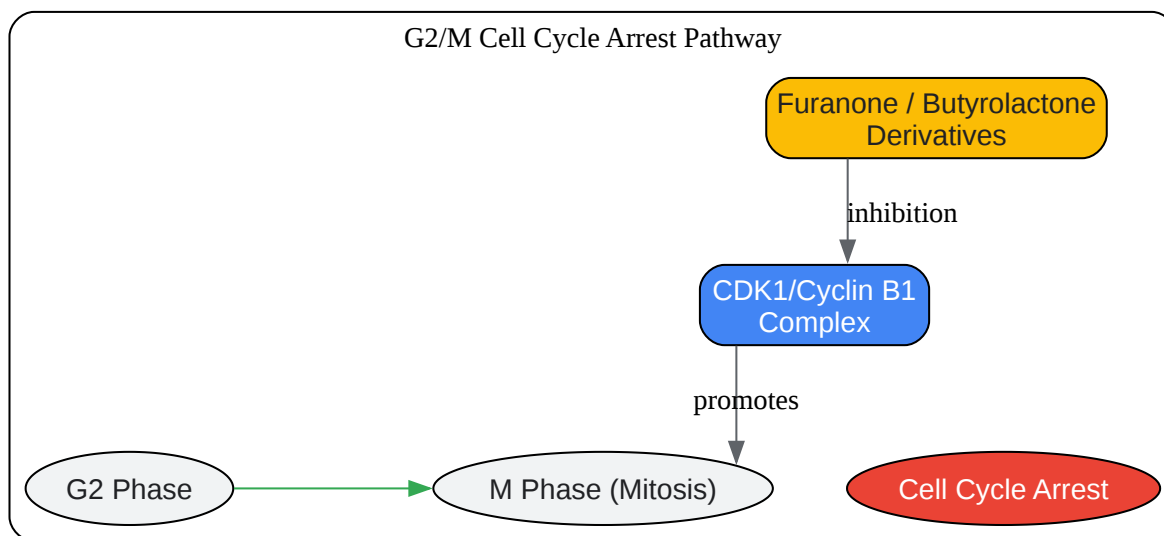 G2/M Cell Cycle Arrest Pathway
Furanone / Butyrolactone
Derivatives
inhibition
CDK1/Cyclin B1
Complex
promotes
G2 Phase
M Phase (Mitosis)
Cell Cycle Arrest